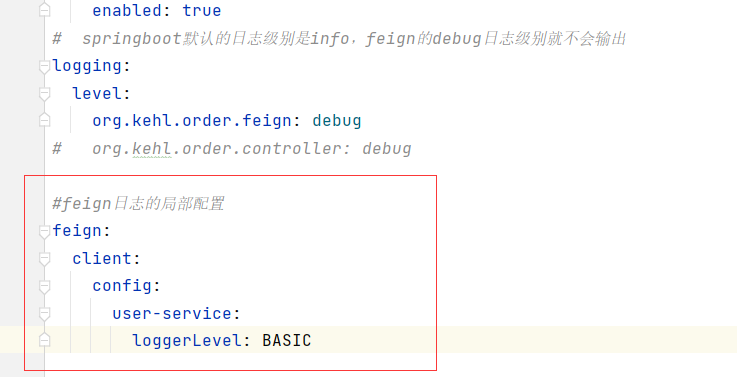 enabled: true
# springboot默认的日志级别是info，feign的debug日志级别就不会输出
logging:
level:
org.kehl.order.feign: debug
# org.kehl.order.controller: debug
#feign日志的局部配置
feign:
client:
config:
user-service:
loggerLevel: BASIC